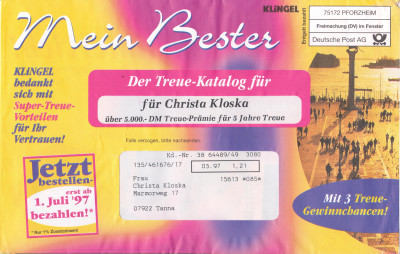 Mein Bester
KLINGEL
Entgelt bezahlt
75172 PFORZHEIM
Freimachung (DV) im Fenster
Deutsche Post AG
KLINGEL
bedankt
sich mit
Super-Treue-
Vorteilen
für Ihr
Vertrauen!
Der Treue-Katalog für
für Christa Kloska
über 5.000.- DM Treue-Prämie für 5 Jahre Treue
Falls verzogen, bitte nachsenden.
Kd.-Nr. 38 64489/49 3080
135/461676/17
03.97 1,21
Frau 15613 *085*
Christa Kloska
Marmorweg 17
07922 Tanna
Jetzt
bestellen-
erst ab
1. Juli '97
bezahlen!*
*Nur 1% Zusatzkosten!
Mit 3 Treue-
Gewinnchancen!